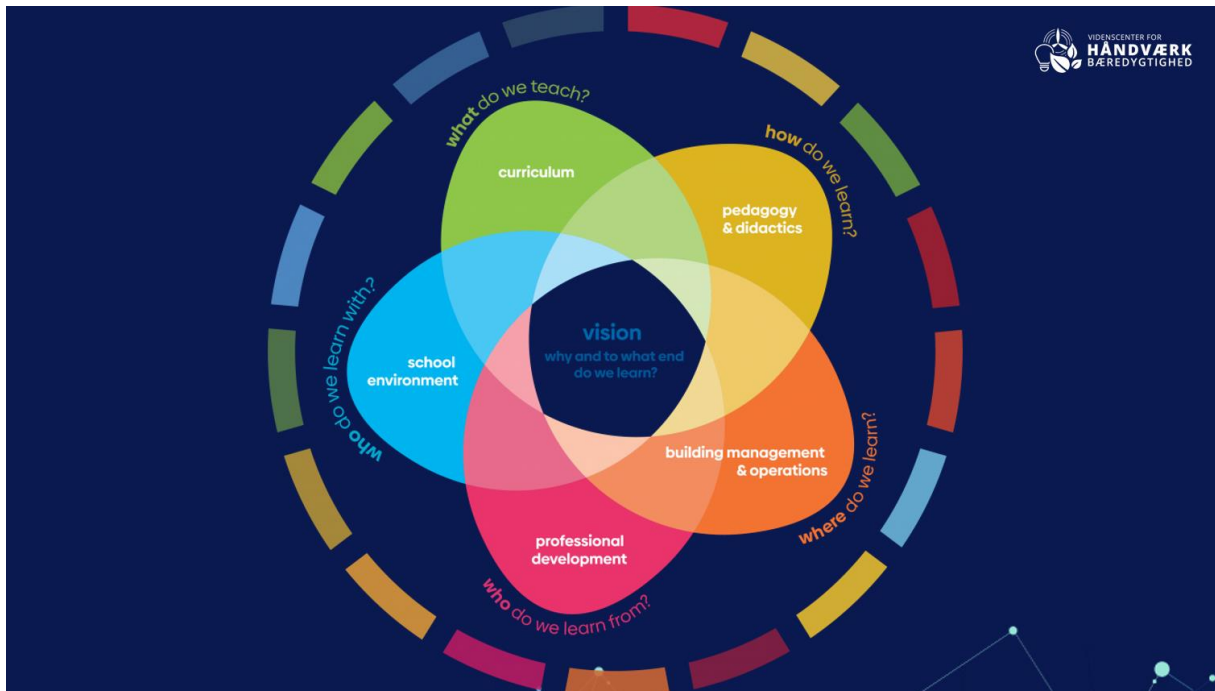 VIDENSCENTER FOR
HÅNDVÆRK
BÆREDYGTIGHED
what do we teach?
curriculum
how do we learn?
pedagogy
& didactics
who do we learn with?
school
environment
vision
why and to what end
do we learn?
building management
& operations
where do we learn?
professional
development
who do we learn from?